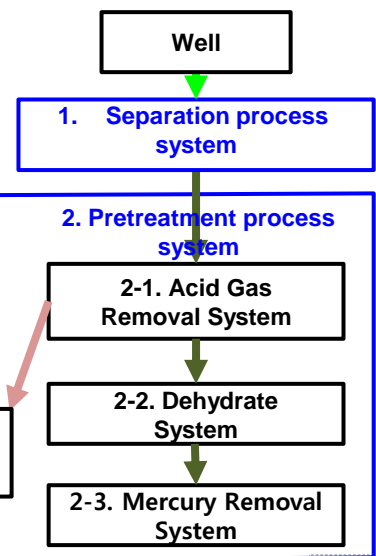 Well
1. Separation process
system
2. Pretreatment process
system
2-1. Acid Gas
Removal System
2-2. Dehydrate
System
2-3. Mercury Removal
System